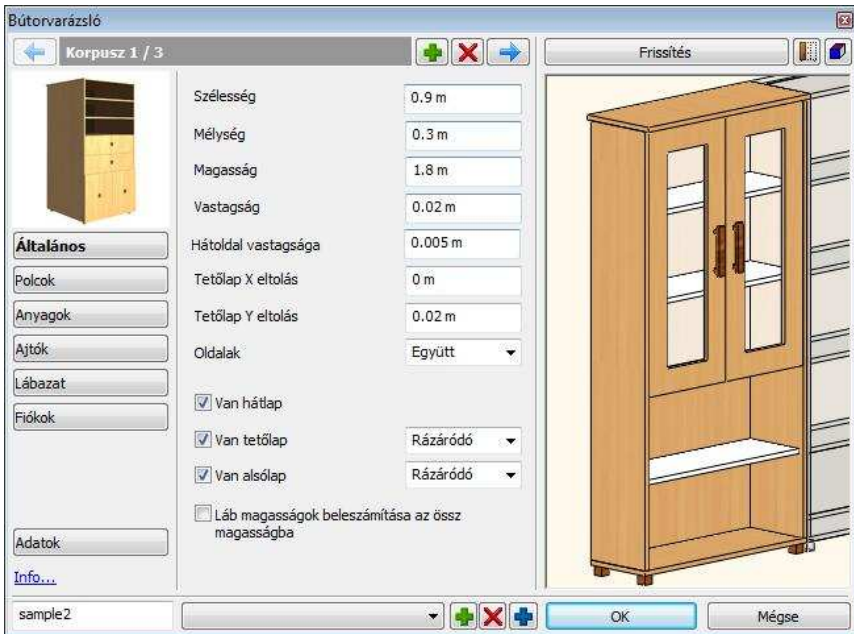 Bútorvarázsló
Korpusz 1 / 3
Frissítés
Általános
Polcok
Anyagok
Ajtók
Lábazat
Fiókok
Adatok
Info...
Szélesség 0.9 m
Mélység 0.3 m
Magasság 1.8 m
Vastagság 0.02 m
Hátoldal vastagsága 0.005 m
Tetőlap X eltolás 0 m
Tetőlap Y eltolás 0.02 m
Oldalak Együtt
Van hátlap
Van tetőlap Rázáródó
Van alsólap Rázáródó
Láb magasságok beleszámítása az össz
magasságba
sample2
OK
Mégse